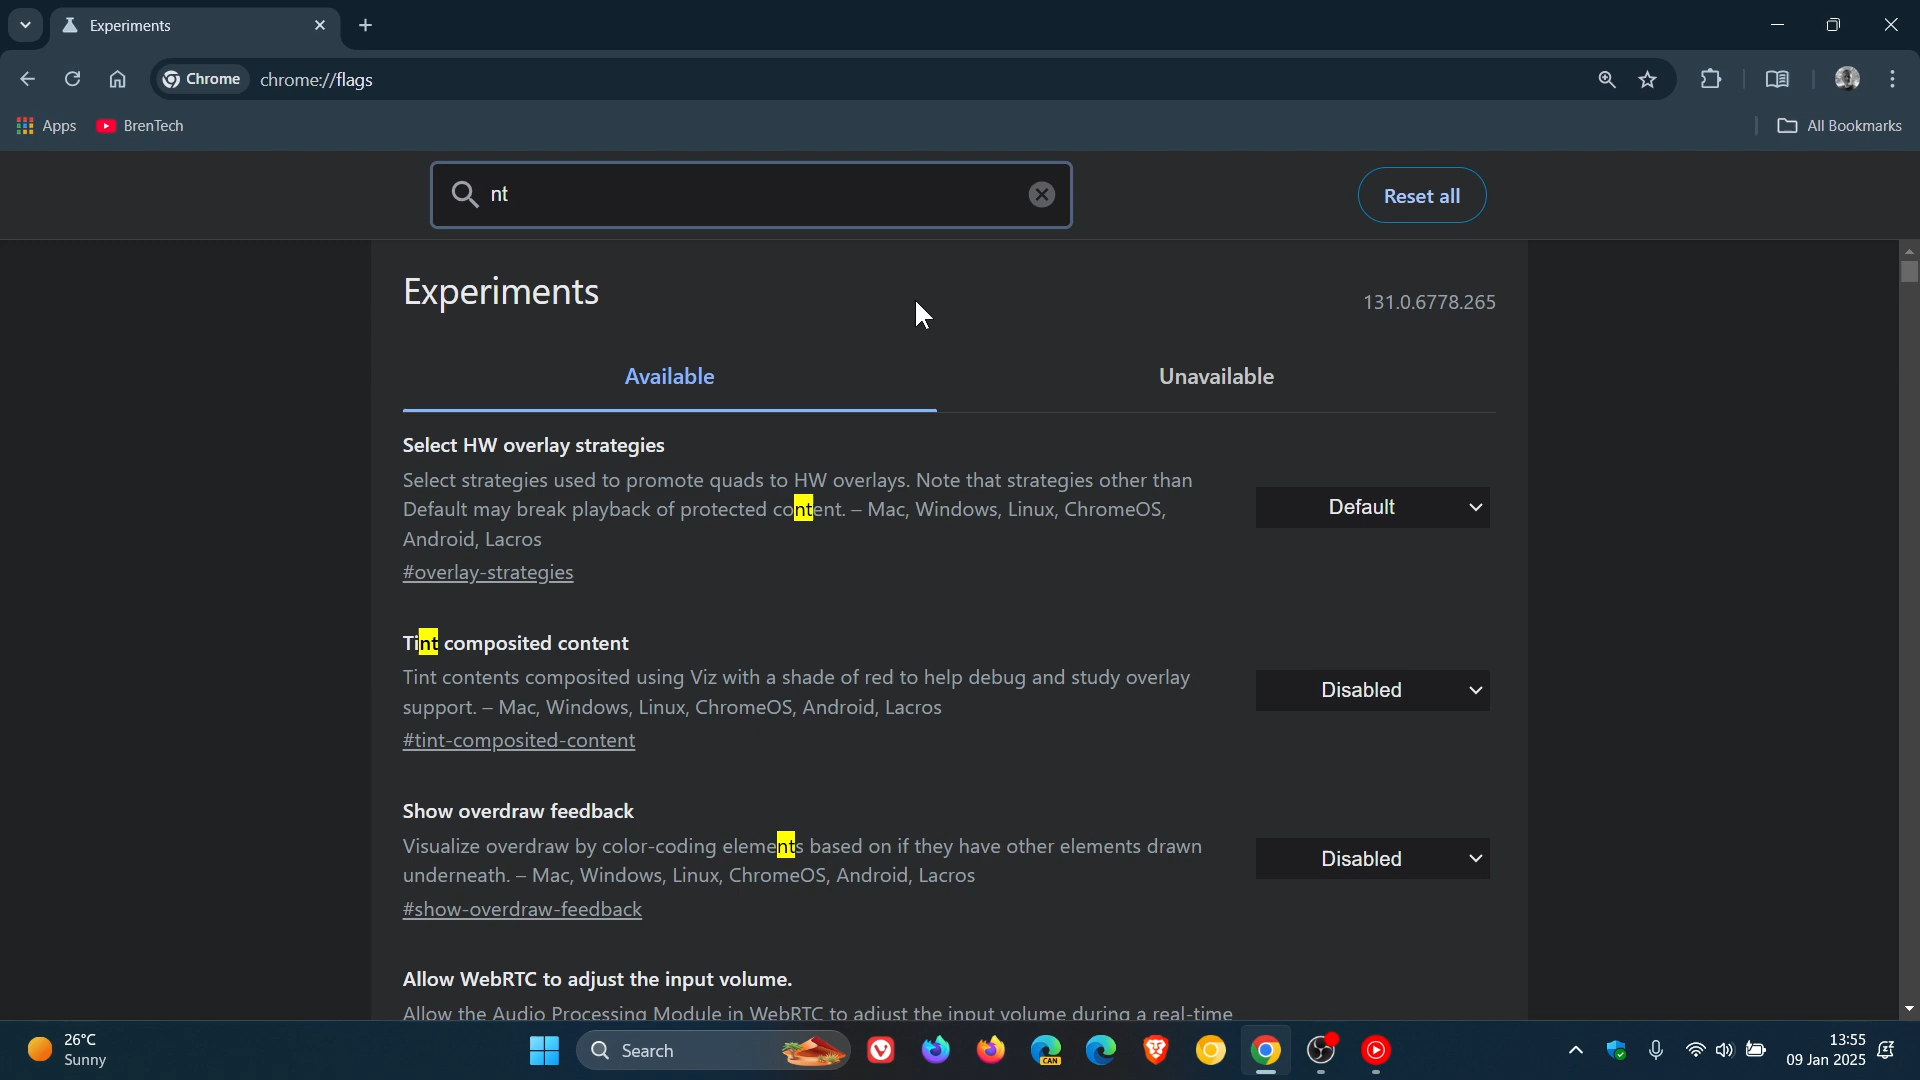 Experiments
Chrome
chrome://flags
Apps
BrenTech
All Bookmarks
nt
Reset all
Experiments
131.0.6778.265
Available
Unavailable
Select HW overlay strategies
Select strategies used to promote quads to HW overlays. Note that strategies other than
Default may break playback of protected content. – Mac, Windows, Linux, ChromeOS,
Android, Lacros
#overlay-strategies
Default
Tint composited content
Tint contents composited using Viz with a shade of red to help debug and study overlay
support. – Mac, Windows, Linux, ChromeOS, Android, Lacros
#tint-composited-content
Disabled
Show overdraw feedback
Visualize overdraw by color-coding elements based on if they have other elements drawn
underneath. – Mac, Windows, Linux, ChromeOS, Android, Lacros
#show-overdraw-feedback
Disabled
Allow WebRTC to adjust the input volume.
Allow the Audio Processing Module in WebRTC to adjust the input volume during a real-time
26°C
Sunny
Search
CAN
13:55
09 Jan 2025